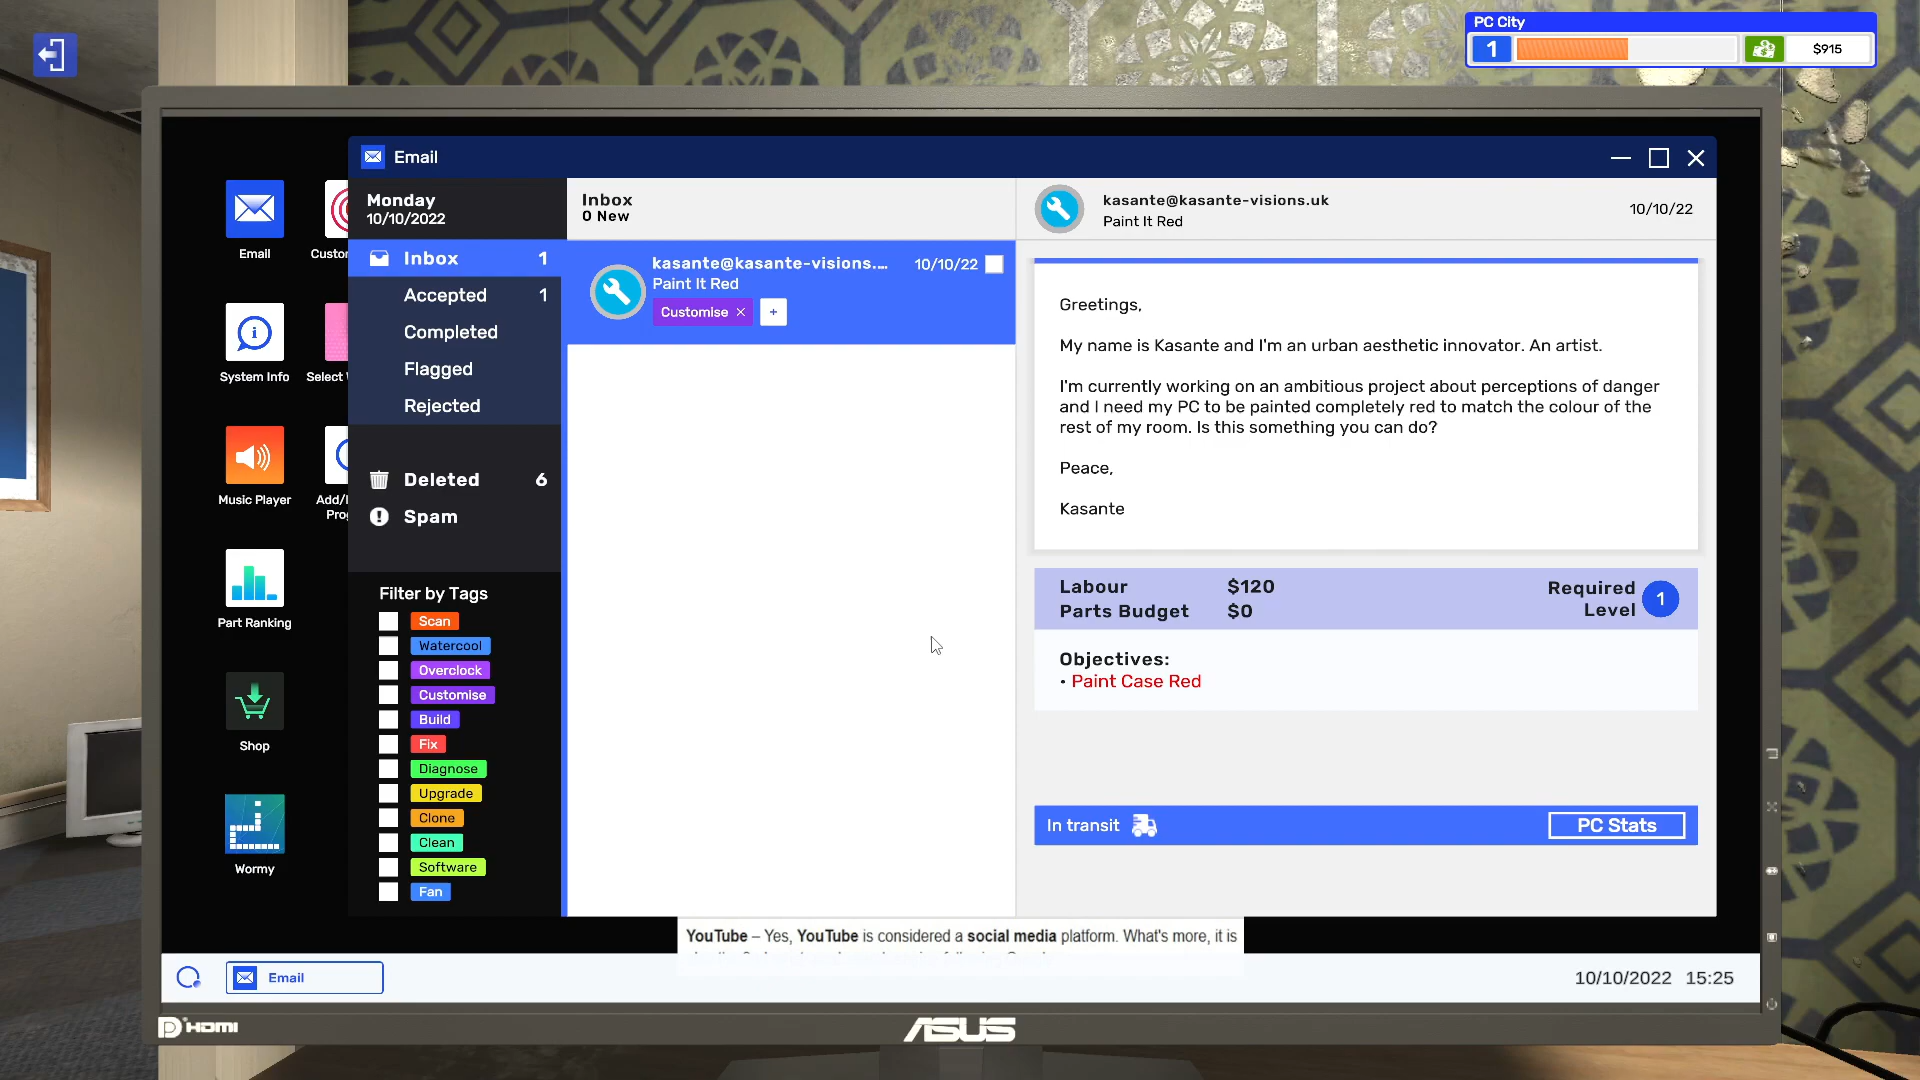 PC City
1
$915
Email
Monday
10/10/2022
Inbox
0 New
kasante@kasante-visions.uk
Paint It Red
10/10/22
Inbox 1
Accepted 1
Completed
Flagged
Rejected
Deleted 6
Spam
kasante@kasante-visions.... 10/10/22
Paint It Red
Customise × +
Greetings,
My name is Kasante and I'm an urban aesthetic innovator. An artist.
I'm currently working on an ambitious project about perceptions of danger
and I need my PC to be painted completely red to match the colour of the
rest of my room. Is this something you can do?
Peace,
Kasante
Labour $120
Parts Budget $0
Required
Level 1
Objectives:
• Paint Case Red
In transit
PC Stats
Filter by Tags
Scan
Watercool
Overclock
Customise
Build
Fix
Diagnose
Upgrade
Clone
Clean
Software
Fan
Email
Custo
System Info
Select
Music Player
Add/
Prog
Part Ranking
Shop
Wormy
YouTube – Yes, YouTube is considered a social media platform. What's more, it is
Email
10/10/2022 15:25
HDMI
ASUS